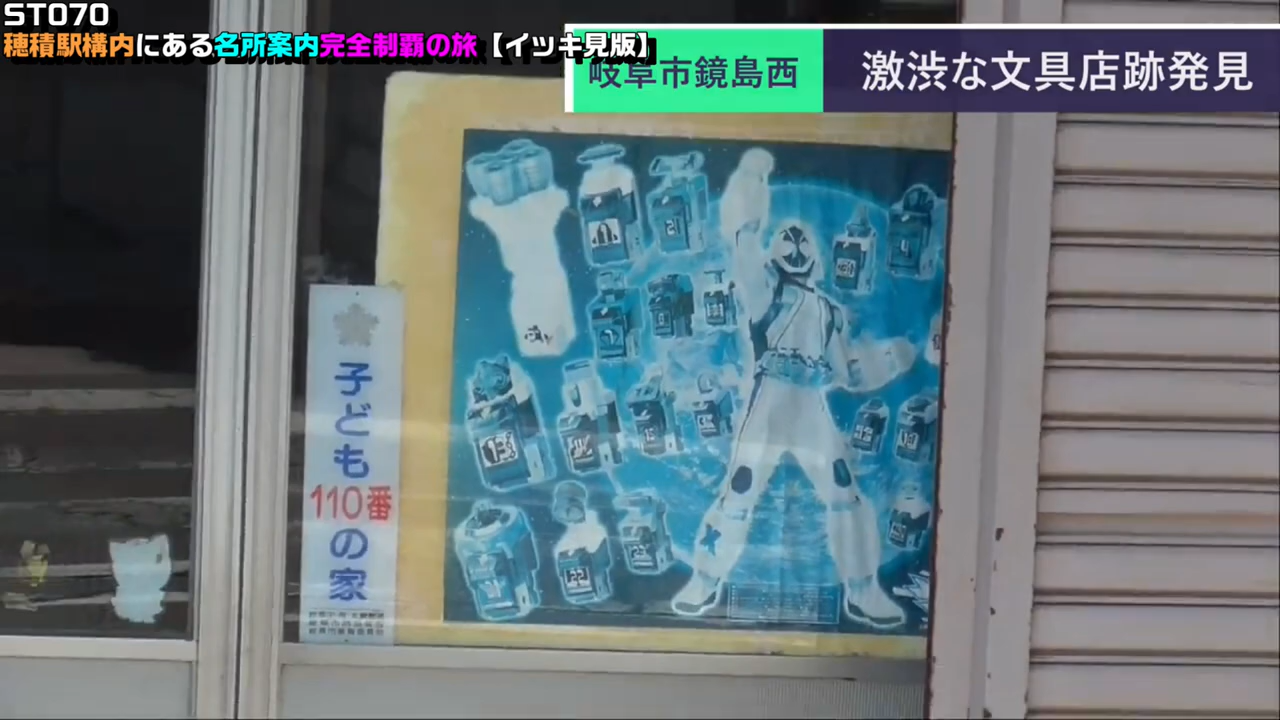 ST070
穂積駅構内にある名所案内完全制覇の旅【イッキ見版】
岐阜市鏡島西
激渋な文具店跡発見
子ども110番の家